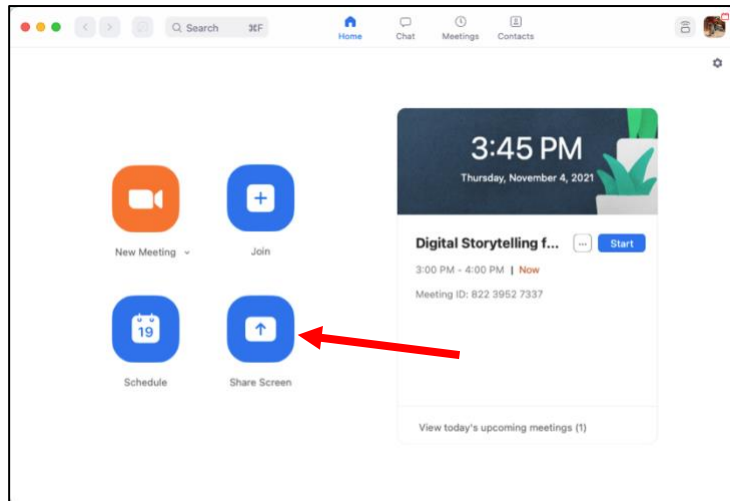 Search ⌘F
Home
Chat
Meetings
Contacts
3:45 PM
Thursday, November 4, 2021
New Meeting
Join
Digital Storytelling f... ... Start
3:00 PM - 4:00 PM | Now
Meeting ID: 822 3952 7337
19
Schedule
Share Screen
View today's upcoming meetings (1)